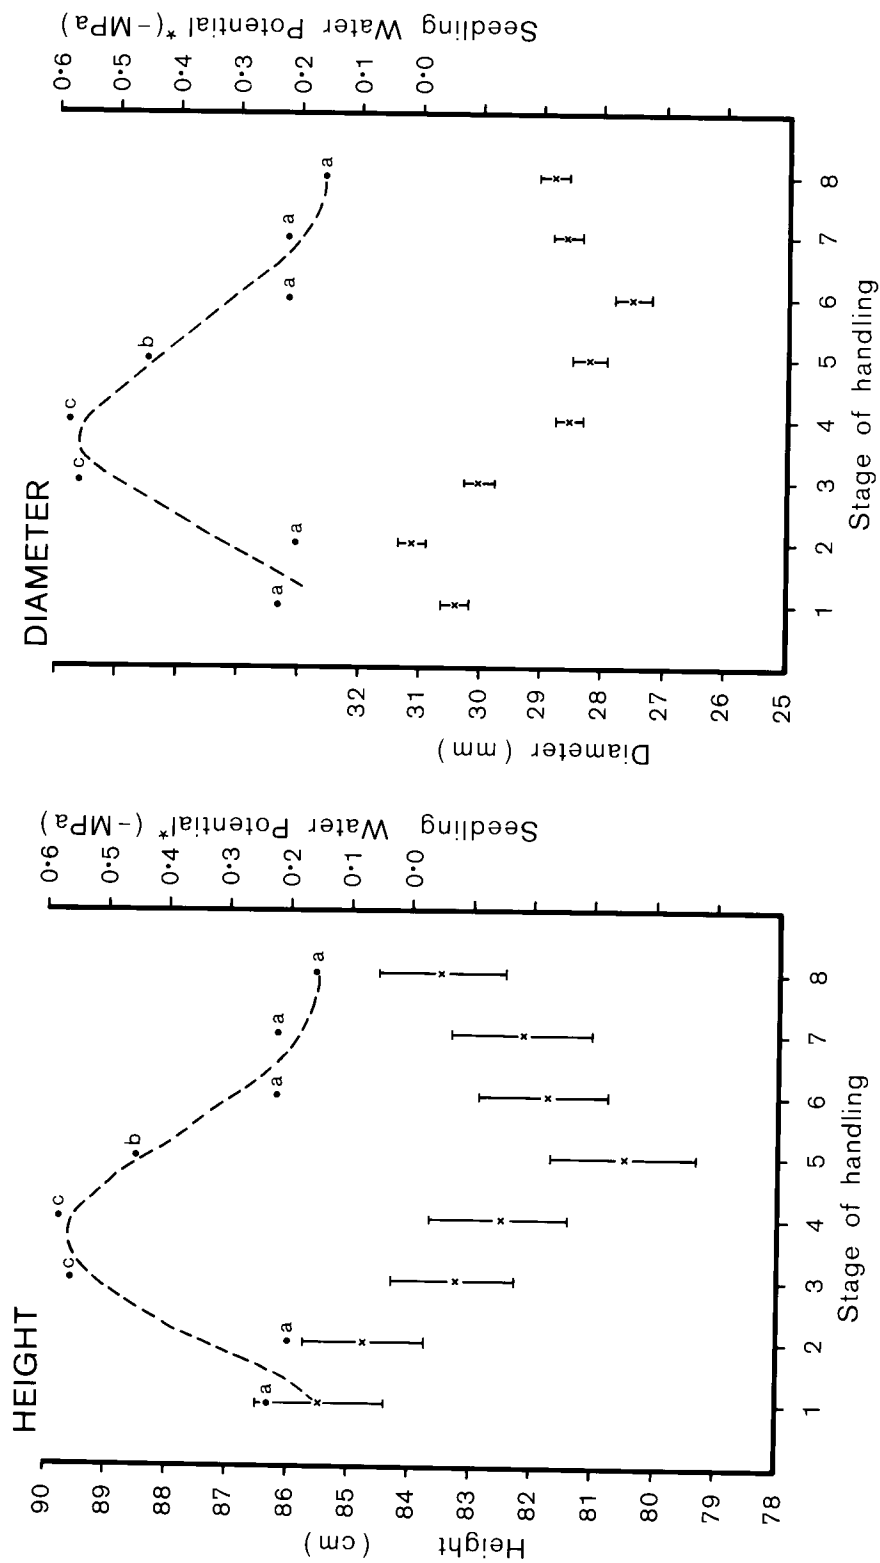 HEIGHT
Height (cm)
90
89
88
87
86
85
84
83
82
81
80
79
78
Seedling Water Potential* (-MPa)
0·6
0·5
0·4
0·3
0·2
0·1
0·0
a
a
c
c
b
a
a
a
1 2 3 4 5 6 7 8
Stage of handling
DIAMETER
Diameter (mm)
32
31
30
29
28
27
26
25
Seedling Water Potential* (-MPa)
0·6
0·5
0·4
0·3
0·2
0·1
0·0
a
a
c
c
b
a
a
a
1 2 3 4 5 6 7 8
Stage of handling